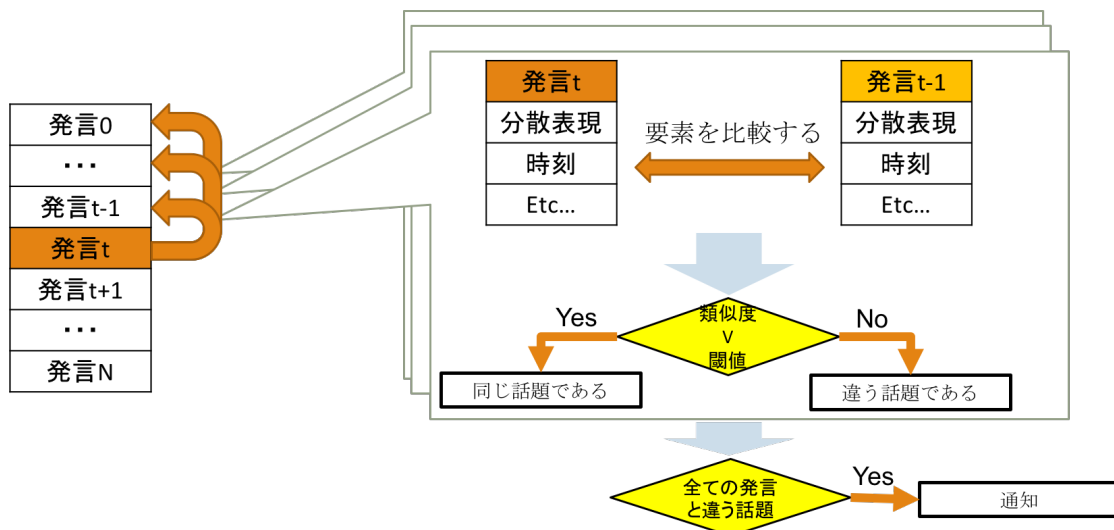 発言0
・・・
発言t-1
発言t
発言t+1
・・・
発言N
発言t
分散表現
時刻
Etc...
要素を比較する
発言t-1
分散表現
時刻
Etc...
類似度
V
閾値
Yes
No
同じ話題である
違う話題である
全ての発言
と違う話題
Yes
通知